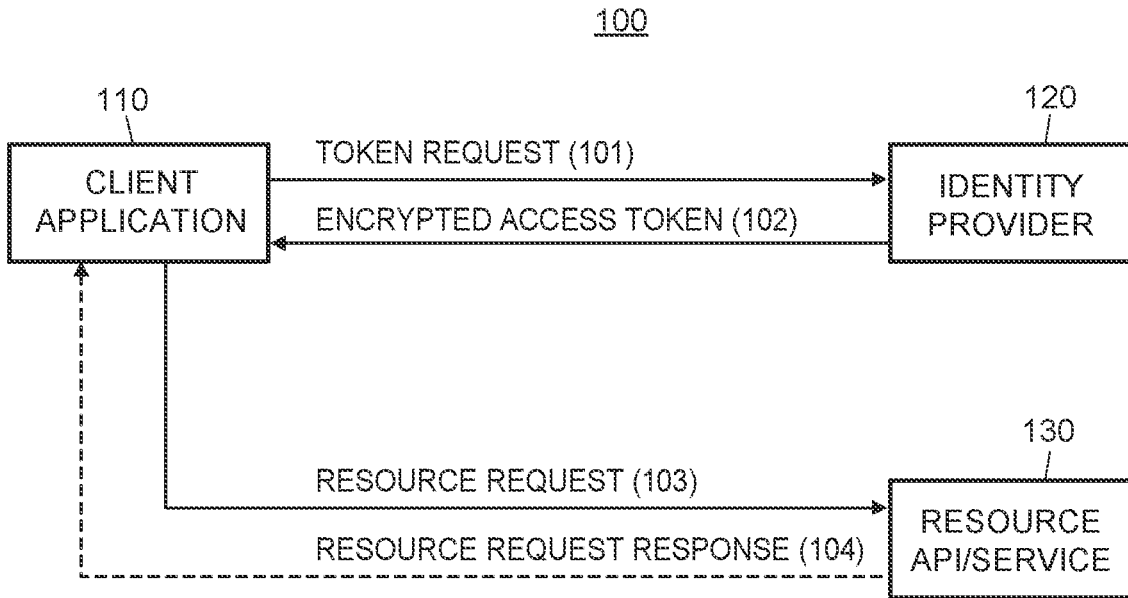 100
110
120
CLIENT
APPLICATION
TOKEN REQUEST (101)
ENCRYPTED ACCESS TOKEN (102)
IDENTITY
PROVIDER
130
RESOURCE REQUEST (103)
RESOURCE REQUEST RESPONSE (104)
RESOURCE
API/SERVICE